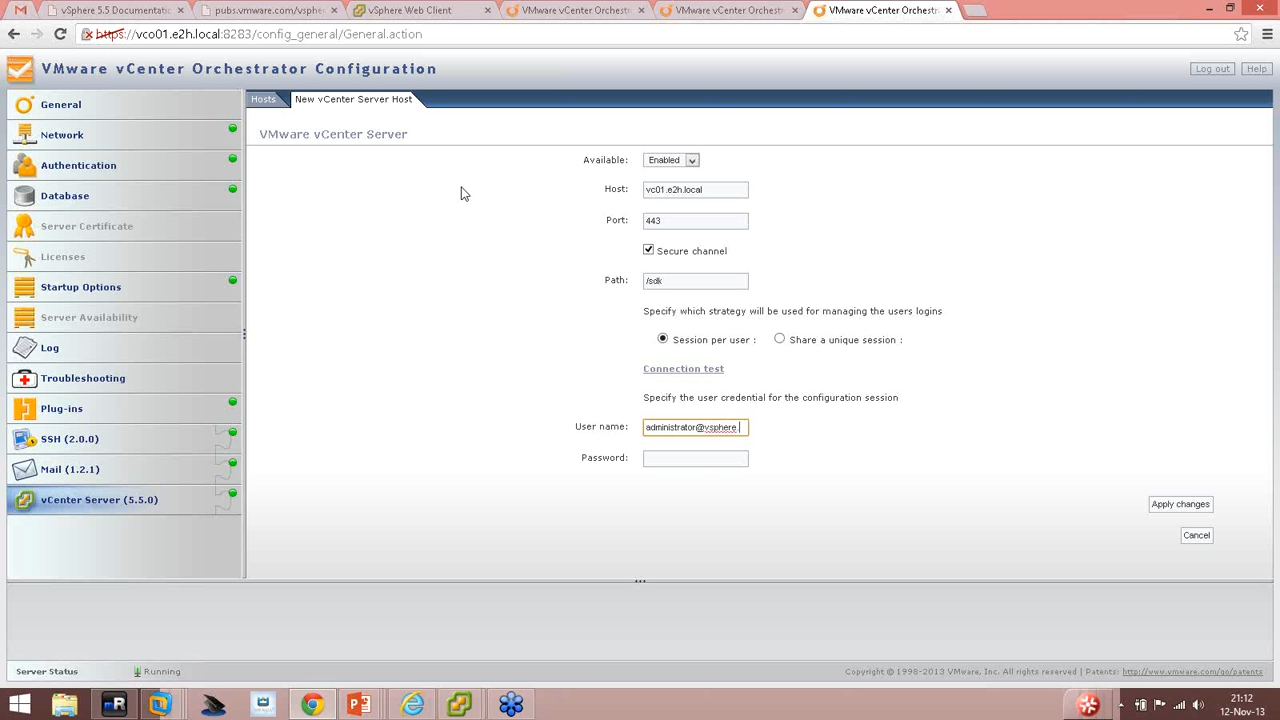 vSphere 5.5 Documentatic
pubs.vmware.com/vsphe
vSphere Web Client
VMware vCenter Orchestr.
VMware vCenter Orchestr.
VMware vCenter Orchestr.
https://vco01.e2h.local:8283/config_general/General.action
VMware vCenter Orchestrator Configuration
Log out
Help
General
Network
Authentication
Database
Server Certificate
Licenses
Startup Options
Server Availability
Log
Troubleshooting
Plug-ins
SSH (2.0.0)
Mail (1.2.1)
vCenter Server (5.5.0)
Hosts
New vCenter Server Host
VMware vCenter Server
Available: Enabled
Host: vc01.e2h.local
Port: 443
Secure channel
Path: /sdk
Specify which strategy will be used for managing the users logins
Session per user : Share a unique session :
Connection test
Specify the user credential for the configuration session
User name: administrator@vsphere.
Password:
Apply changes
Cancel
Server Status
Running
Copyright © 1998-2013 VMware, Inc. All rights reserved | Patents: http://www.vmware.com/go/patents
21:12
12-Nov-13